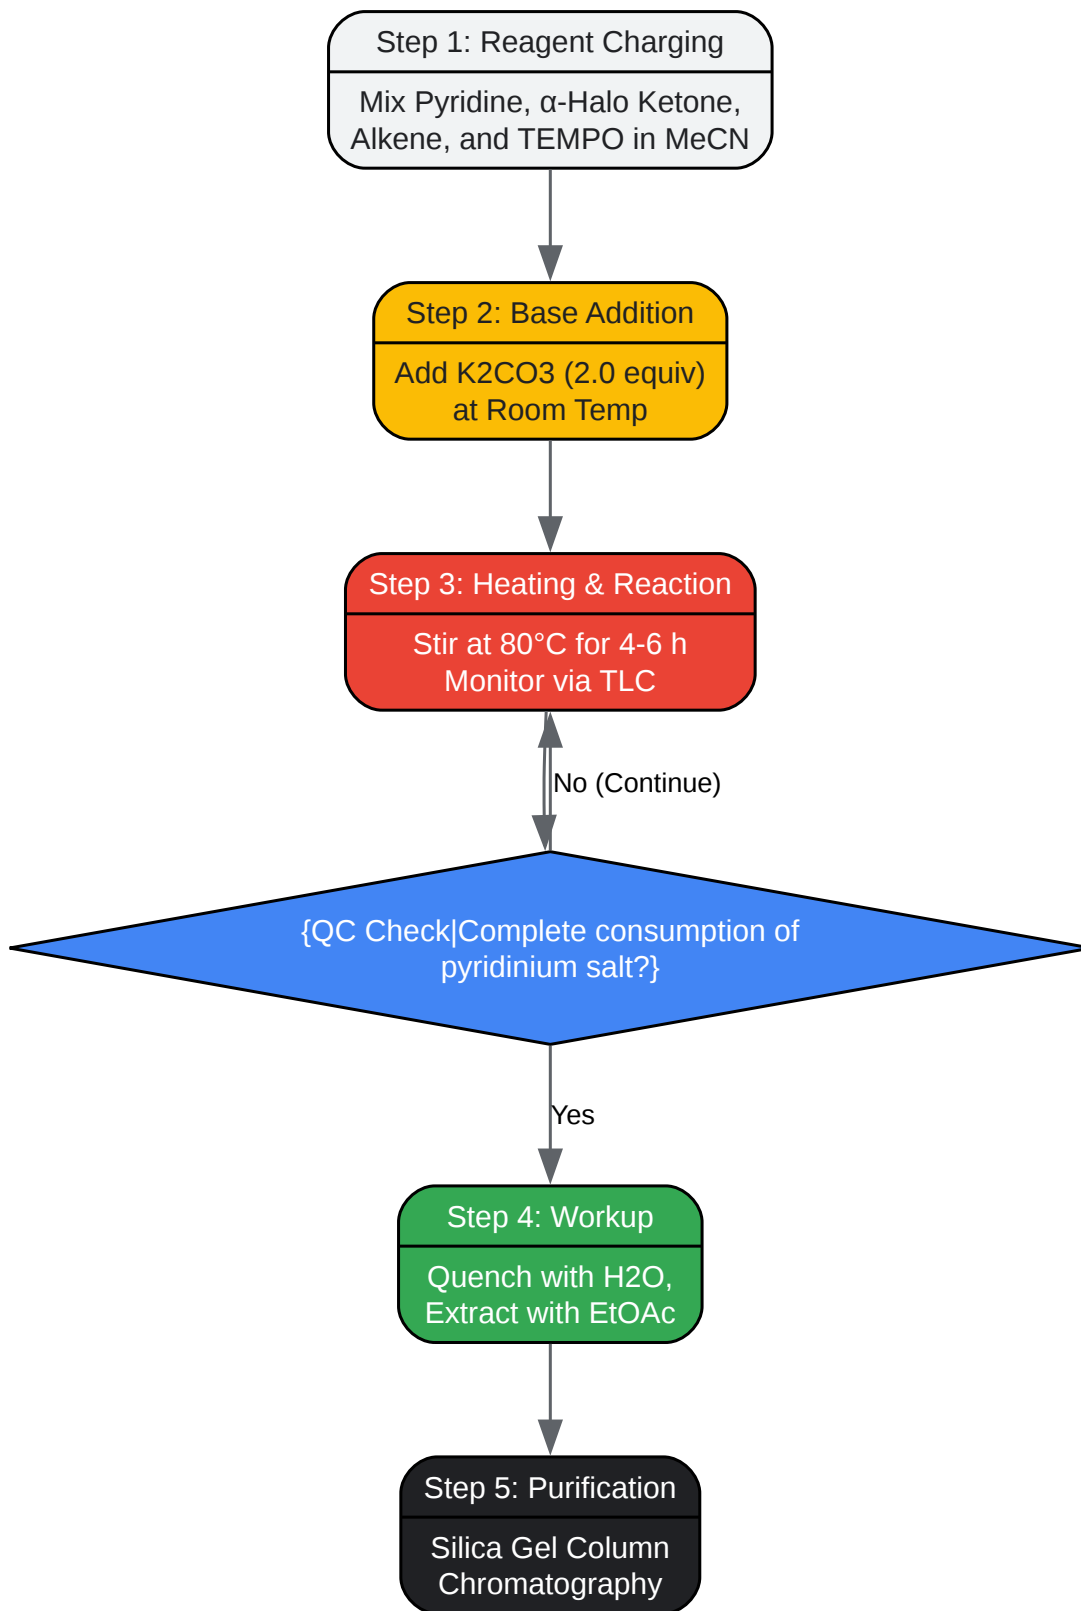 Step 1: Reagent Charging
Mix Pyridine, α-Halo Ketone,
Alkene, and TEMPO in MeCN
Step 2: Base Addition
Add K2CO3 (2.0 equiv)
at Room Temp
Step 3: Heating & Reaction
Stir at 80°C for 4-6 h
Monitor via TLC
No (Continue)
{QC Check|Complete consumption of
pyridinium salt?}
Yes
Step 4: Workup
Quench with H2O,
Extract with EtOAc
Step 5: Purification
Silica Gel Column
Chromatography